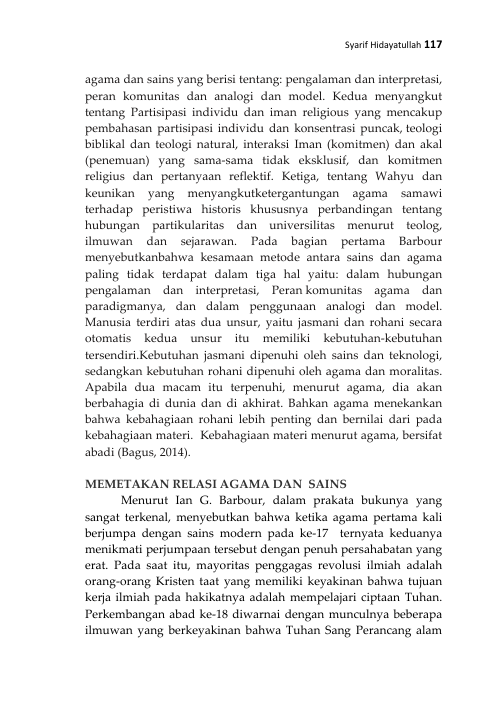 Syarif Hidayatullah 117
agama dan sains yang berisi tentang: pengalaman dan interpretasi,
peran komunitas dan analogi dan model. Kedua menyangkut
tentang Partisipasi individu dan iman religious yang mencakup
pembahasan partisipasi individu dan konsentrasi puncak, teologi
biblikal dan teologi natural, interaksi Iman (komitmen) dan akal
(penemuan) yang sama-sama tidak eksklusif, dan komitmen
religius dan pertanyaan reflektif. Ketiga, tentang Wahyu dan
keunikan yang menyangkutketergantungan agama samawi
terhadap peristiwa historis khususnya perbandingan tentang
hubungan partikularitas dan universilitas menurut teolog,
ilmuwan dan sejarawan. Pada bagian pertama Barbour
menyebutkanbahwa kesamaan metode antara sains dan agama
paling tidak terdapat dalam tiga hal yaitu: dalam hubungan
pengalaman dan interpretasi, Peran komunitas agama dan
paradigmanya, dan dalam penggunaan analogi dan model.
Manusia terdiri atas dua unsur, yaitu jasmani dan rohani secara
otomatis kedua unsur itu memiliki kebutuhan-kebutuhan
tersendiri.Kebutuhan jasmani dipenuhi oleh sains dan teknologi,
sedangkan kebutuhan rohani dipenuhi oleh agama dan moralitas.
Apabila dua macam itu terpenuhi, menurut agama, dia akan
berbahagia di dunia dan di akhirat. Bahkan agama menekankan
bahwa kebahagiaan rohani lebih penting dan bernilai dari pada
kebahagiaan materi. Kebahagiaan materi menurut agama, bersifat
abadi (Bagus, 2014).
MEMETAKAN RELASI AGAMA DAN SAINS
Menurut Ian G. Barbour, dalam prakata bukunya yang
sangat terkenal, menyebutkan bahwa ketika agama pertama kali
berjumpa dengan sains modern pada ke-17 ternyata keduanya
menikmati perjumpaan tersebut dengan penuh persahabatan yang
erat. Pada saat itu, mayoritas penggagas revolusi ilmiah adalah
orang-orang Kristen taat yang memiliki keyakinan bahwa tujuan
kerja ilmiah pada hakikatnya adalah mempelajari ciptaan Tuhan.
Perkembangan abad ke-18 diwarnai dengan munculnya beberapa
ilmuwan yang berkeyakinan bahwa Tuhan Sang Perancang alam